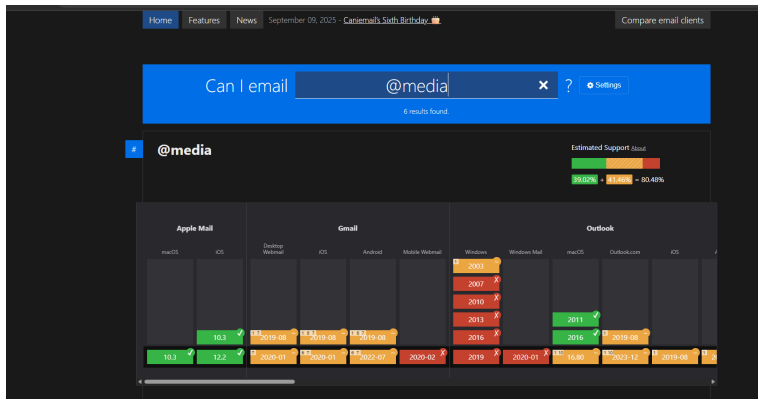 Home Features News September 09, 2025 - Caniemail's Sixth Birthday Compare email clients
Can I email @media × ? Settings
6 results found.
# @media
Estimated Support About
39.02% + 41.46% = 80.48%
Apple Mail Gmail Outlook
macOS iOS Desktop Webmail iOS Android Mobile Webmail Windows Windows Mail macOS Outlook.com iOS
2003
2007
2010
2013 2011
10.3 2019-08 2019-08 2019-08 2016 2016 2019-08
10.3 12.2 2020-01 2020-01 2022-07 2020-02 2019 2020-01 16.80 2023-12 2019-08